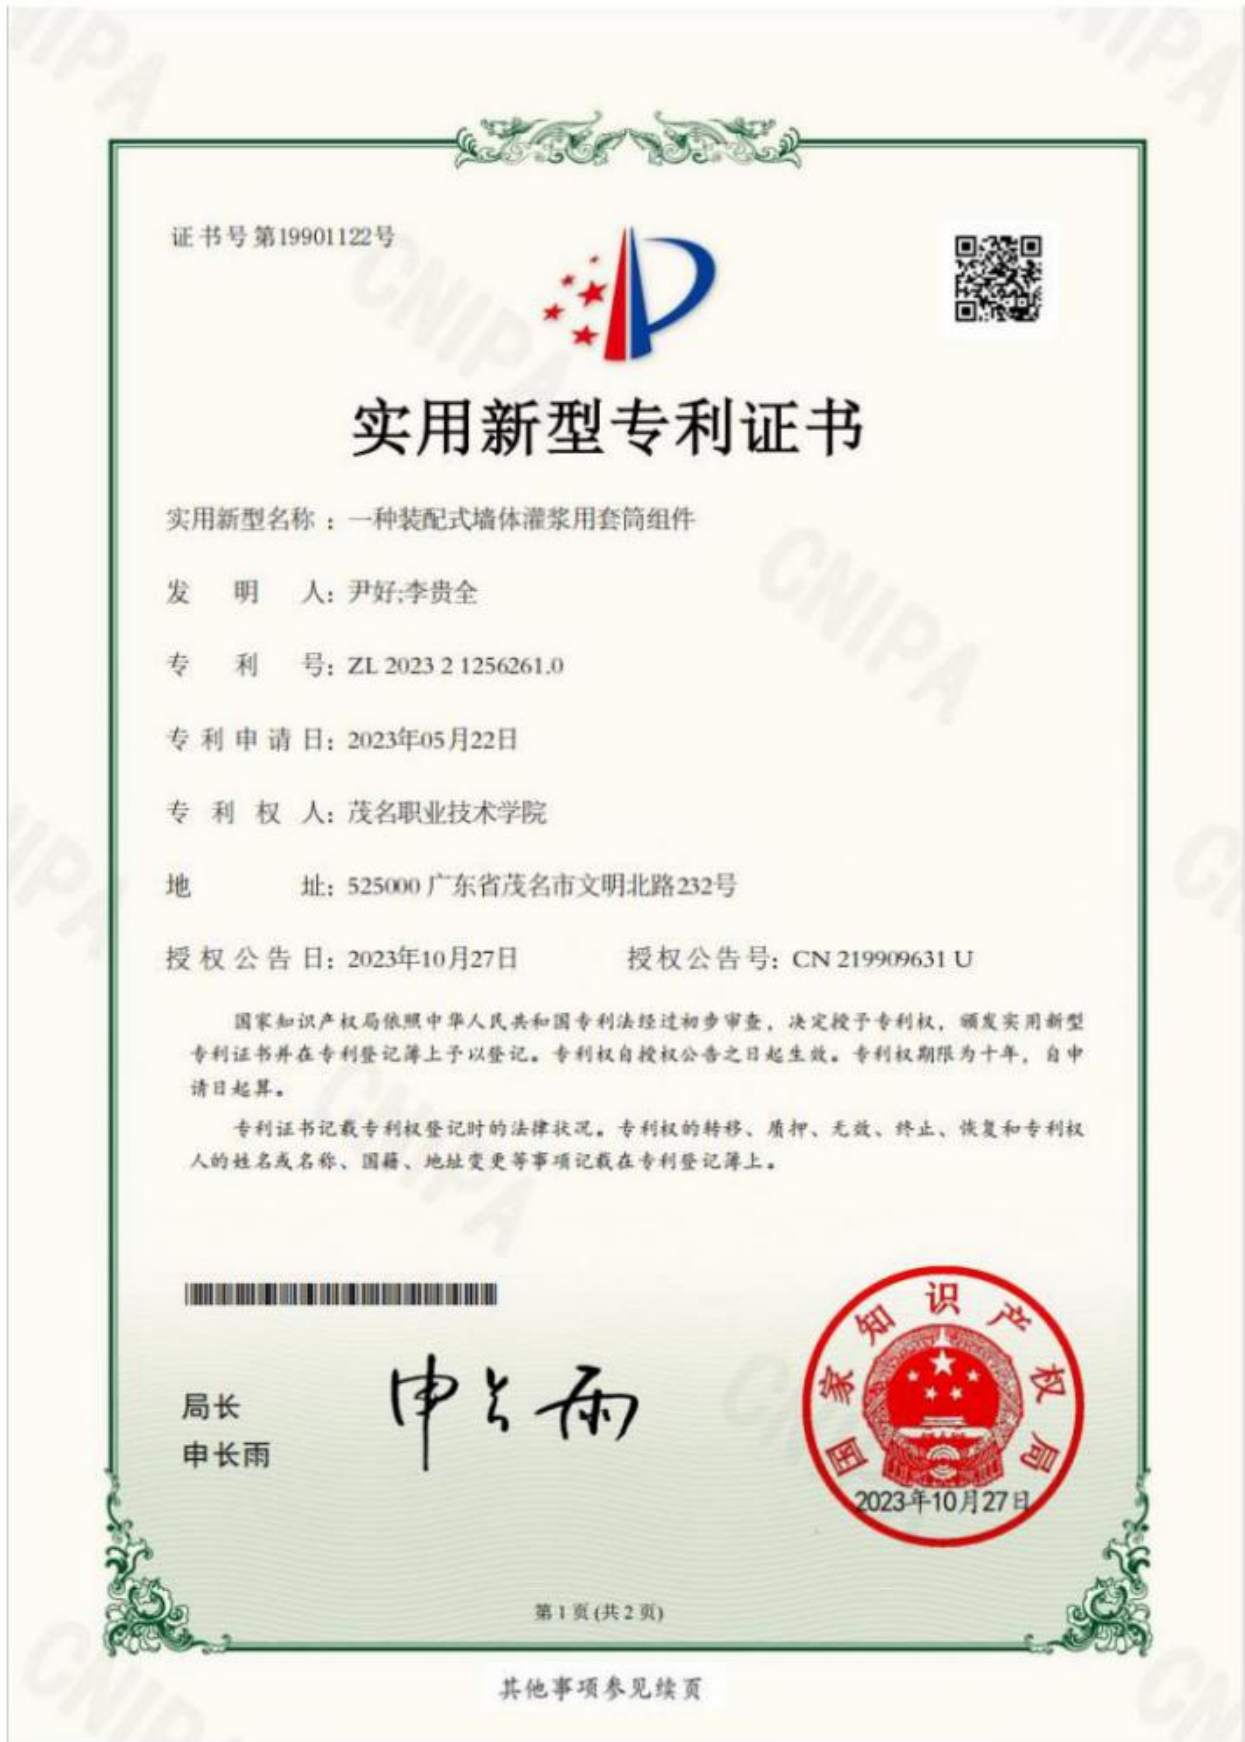 证书号第19901122号
实用新型专利证书
实用新型名称：一种装配式墙体灌浆用套筒组件
发明人：尹好;李贵全
专利号：ZL 2023 2 1256261.0
专利申请日：2023年05月22日
专利权人：茂名职业技术学院
地址：525000 广东省茂名市文明北路232号
授权公告日：2023年10月27日 授权公告号：CN 219909631 U
国家知识产权局依照中华人民共和国专利法经过初步审查，决定授予专利权，颁发实用新型
专利证书并在专利登记簿上予以登记。专利权自授权公告之日起生效。专利权期限为十年，自申
请日起算。
专利证书记载专利权登记时的法律状况。专利权的转移、质押、无效、终止、恢复和专利权
人的姓名或名称、国籍、地址变更等事项记载在专利登记簿上。
局长
申长雨
申长雨
国家知识产权局
2023年10月27日
第 1 页 (共 2 页)
其他事项参见续页
CNIPA
CNIPA
CNIPA
CNIPA
CNIPA